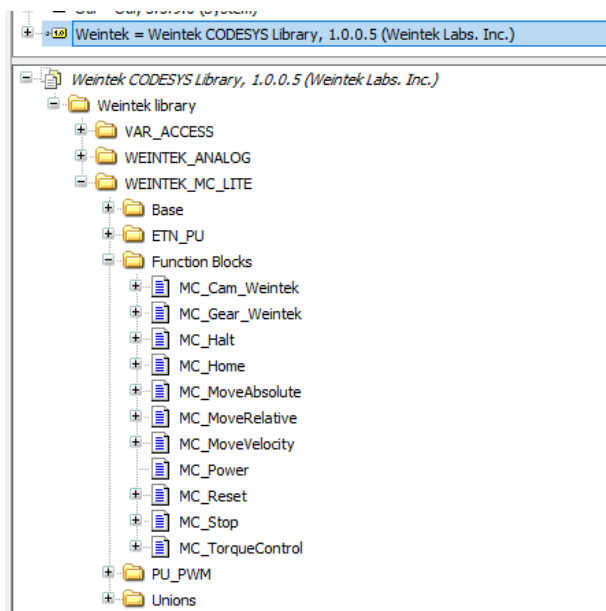 Weintek = Weintek CODESYS Library, 1.0.0.5 (Weintek Labs. Inc.)
Weintek CODESYS Library, 1.0.0.5 (Weintek Labs. Inc.)
Weintek library
VAR_ACCESS
WEINTEK_ANALOG
WEINTEK_MC_LITE
Base
ETN_PU
Function Blocks
MC_Cam_Weintek
MC_Gear_Weintek
MC_Halt
MC_Home
MC_MoveAbsolute
MC_MoveRelative
MC_MoveVelocity
MC_Power
MC_Reset
MC_Stop
MC_TorqueControl
PU_PWM
Unions